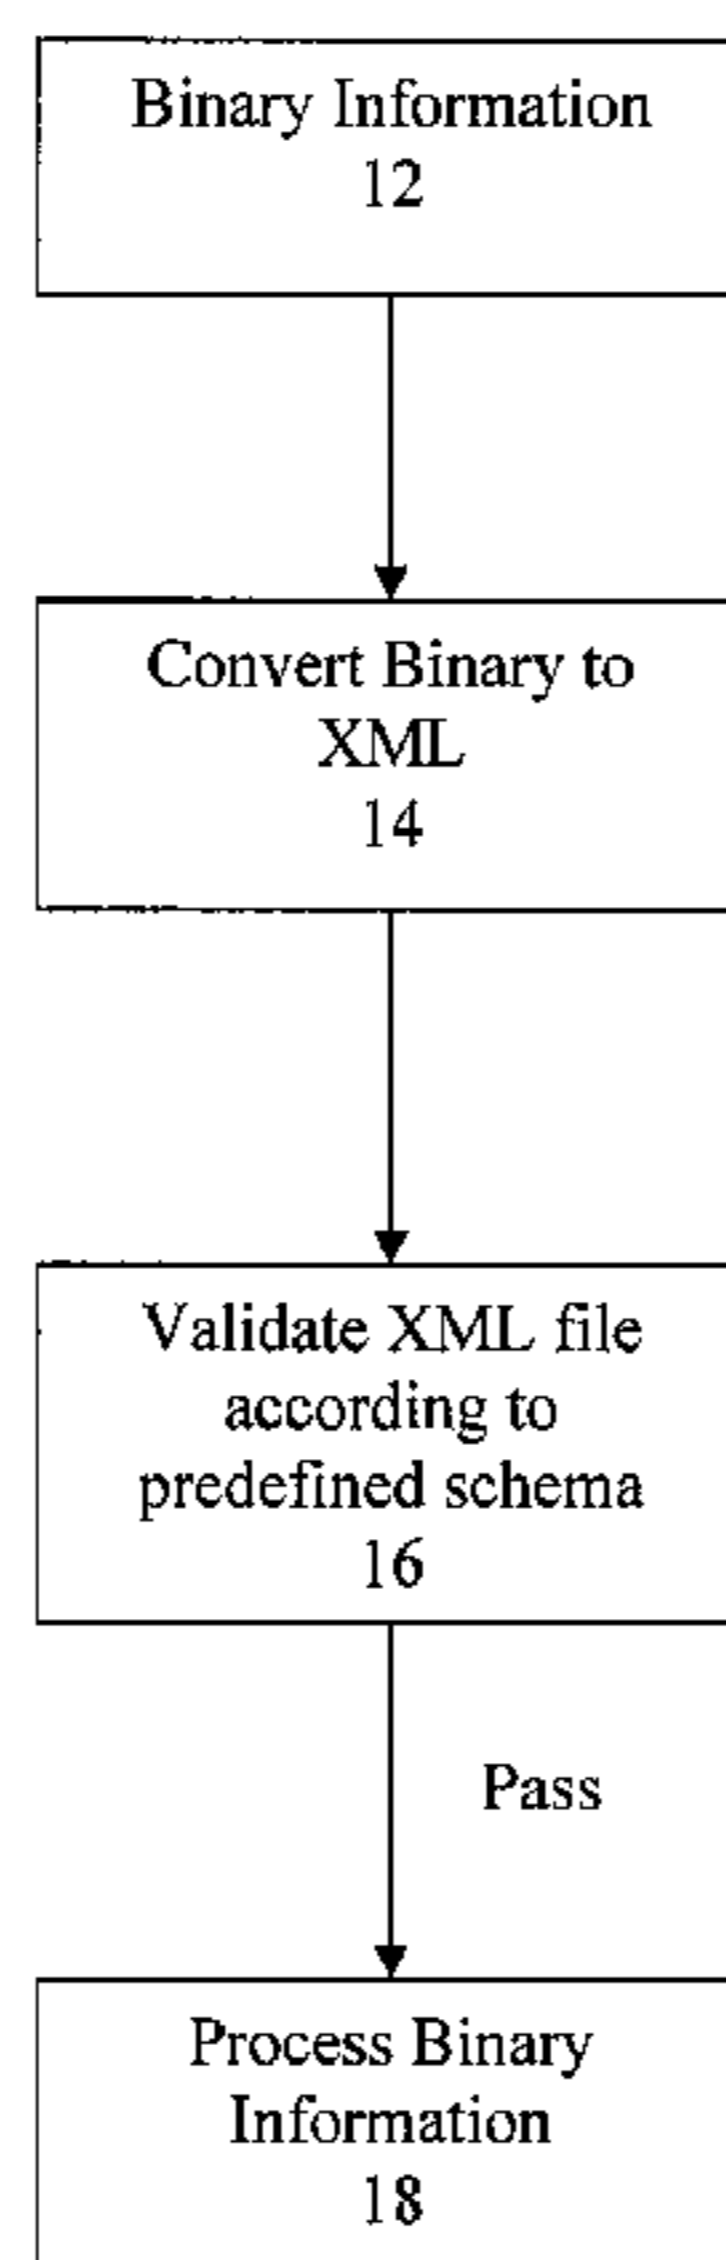 Binary Information
12
Convert Binary to
XML
14
Validate XML file
according to
predefined schema
16
Pass
Process Binary
Information
18